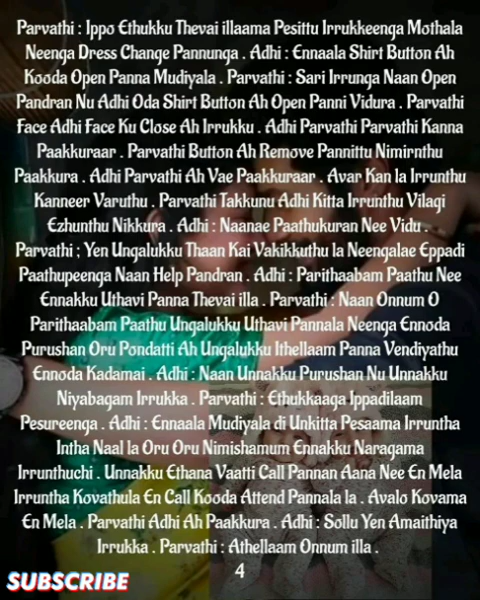 Parvathi : Ippo Ethukku Thevai illaama Pesittu Irrukkeenga Mothala
Neenga Dress Change Pannunga . Adhi : Ennaala Shirt Button Ah
Kooda Open Panna Mudiyala . Parvathi : Sari Irrunga Naan Open
Pandran Nu Adhi Oda Shirt Button Ah Open Panni Vidura . Parvathi
Face Adhi Face Ku Close Ah Irrukku . Adhi Parvathi Parvathi Kanna
Paakkuraar . Parvathi Button Ah Remove Pannittu Nimirnthu
Paakkura . Adhi Parvathi Ah Vae Paakkuraar . Avar Kan la Irrunthu
Kanneer Varuthu . Parvathi Takkunu Adhi Kitta Irrunthu Vilagi
Ezhunthu Nikkura . Adhi : Naanae Paathukuran Nee Vidu .
Parvathi ; Yen Ungalukku Thaan Kai Vakikkuthu la Neengalae Eppadi
Paathupeenga Naan Help Pandran . Adhi : Parithaabam Paathu Nee
Ennakku Uthavi Panna Thevai illa . Parvathi : Naan Onnum O
Parithaabam Paathu Ungalukku Uthavi Pannala Neenga Ennoda
Purushan Oru Pondatti Ah Ungalukku Ithellaam Panna Vendiyathu
Ennoda Kadamai . Adhi : Naan Unnakku Purushan Nu Unnakku
Niyabagam Irrukka . Parvathi : Ethukkaaga Ippadilaam
Pesureenga . Adhi : Ennaala Mudiyala di Unkitta Pesaama Irruntha
Intha Naal la Oru Oru Nimishamum Ennakku Naragama
Irrunthuchi . Unnakku Ethana Vaatti Call Pannan Aana Nee En Mela
Irruntha Kovathula En Call Kooda Attend Pannala la . Avalo Kovama
En Mela . Parvathi Adhi Ah Paakkura . Adhi : Sollu Yen Amaithiya
Irrukka . Parvathi : Athellaam Onnum illa .
4
SUBSCRIBE